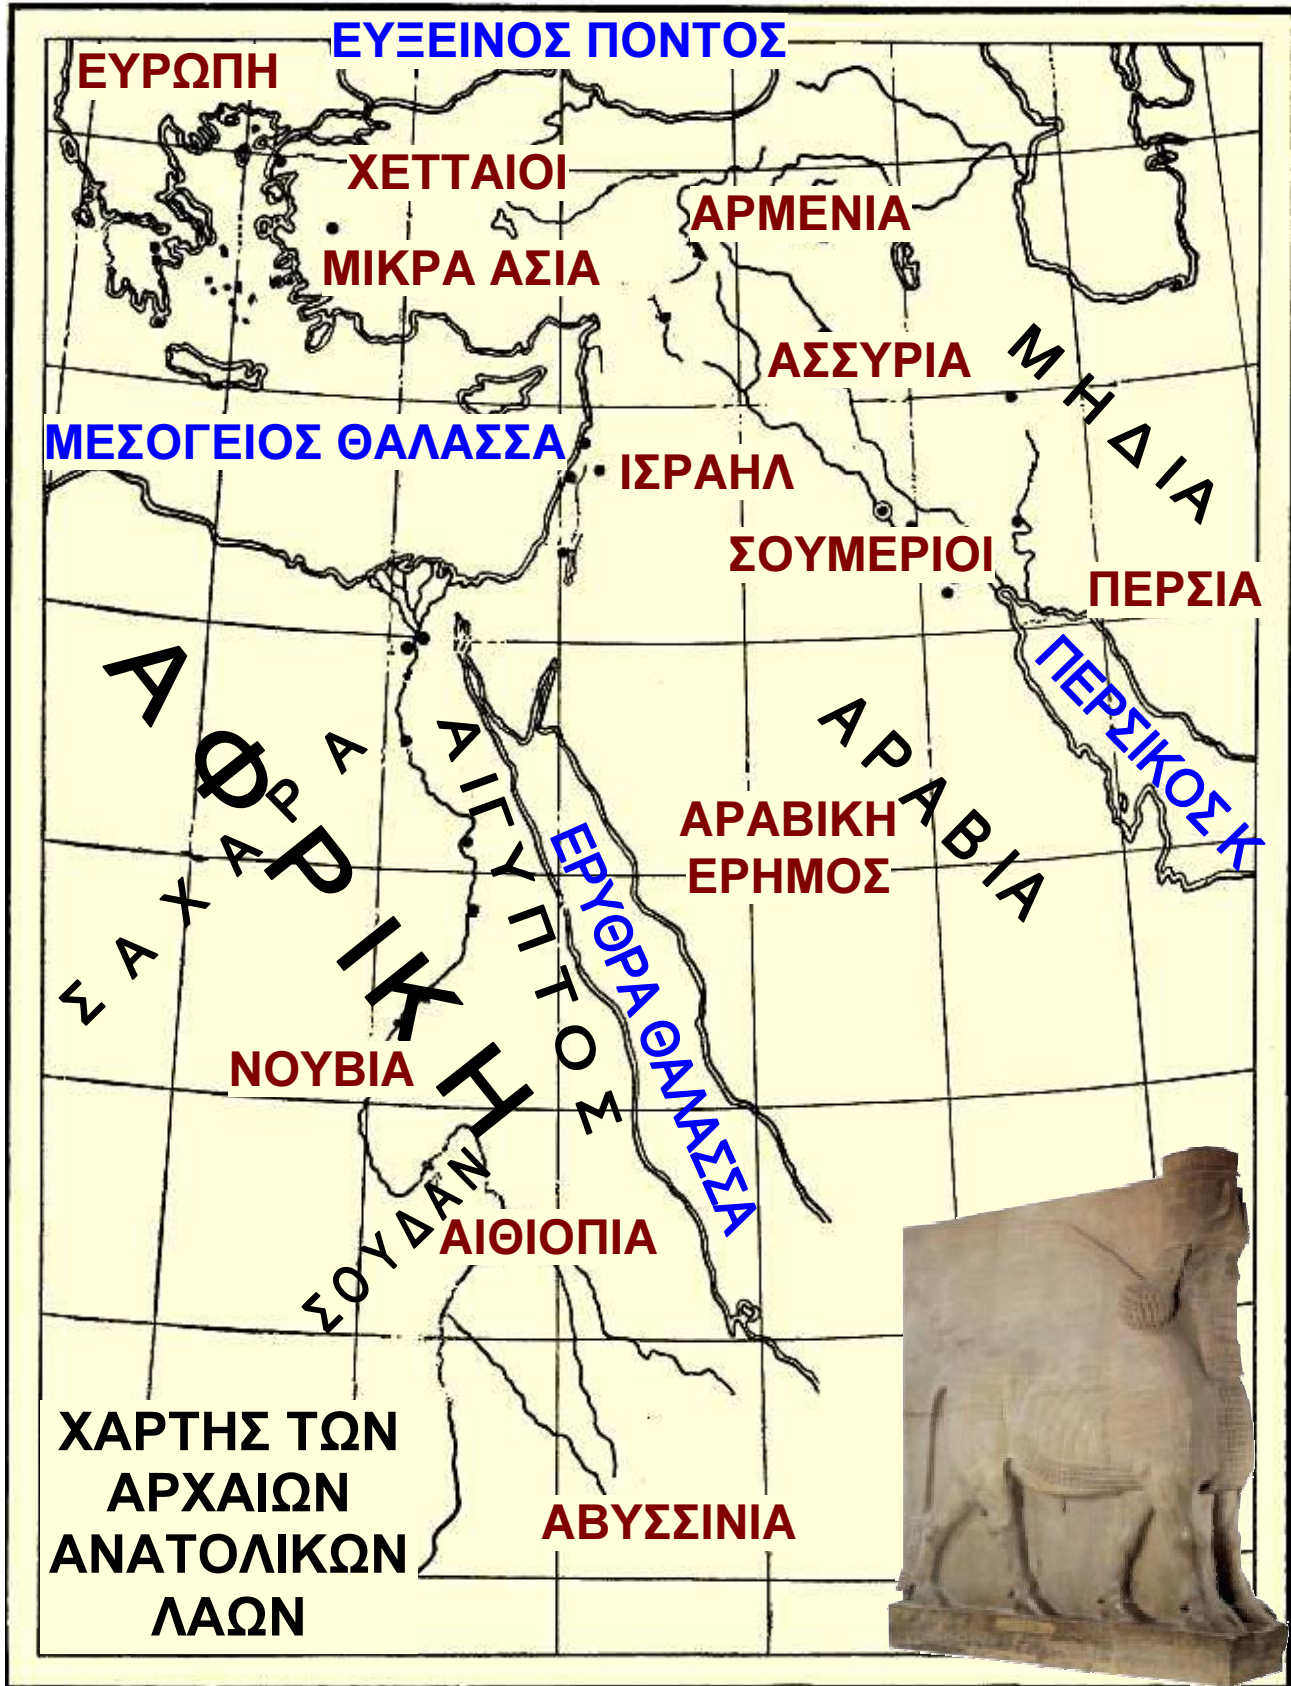 ΕΥΞΕΙΝΟΣ ΠΟΝΤΟΣ
ΕΥΡΩΠΗ
ΧΕΤΤΑΙΟΙ
ΑΡΜΕΝΙΑ
ΜΙΚΡΑ ΑΣΙΑ
ΑΣΣΥΡΙΑ
ΜΗΔΙΑ
ΜΕΣΟΓΕΙΟΣ ΘΑΛΑΣΣΑ
ΙΣΡΑΗΛ
ΣΟΥΜΕΡΙΟΙ
ΠΕΡΣΙΑ
ΠΕΡΣΙΚΟΣ Κ
ΑΦΡΙΚΗ
ΣΑΧΑΡΑ
ΑΙΓΥΠΤΟΣ
ΕΡΥΘΡΑ ΘΑΛΑΣΣΑ
ΑΡΑΒΙΑ
ΑΡΑΒΙΚΗ
ΕΡΗΜΟΣ
ΝΟΥΒΙΑ
ΣΟΥΔΑΝ
ΑΙΘΙΟΠΙΑ
ΑΒΥΣΣΙΝΙΑ
ΧΑΡΤΗΣ ΤΩΝ
ΑΡΧΑΙΩΝ
ΑΝΑΤΟΛΙΚΩΝ
ΛΑΩΝ